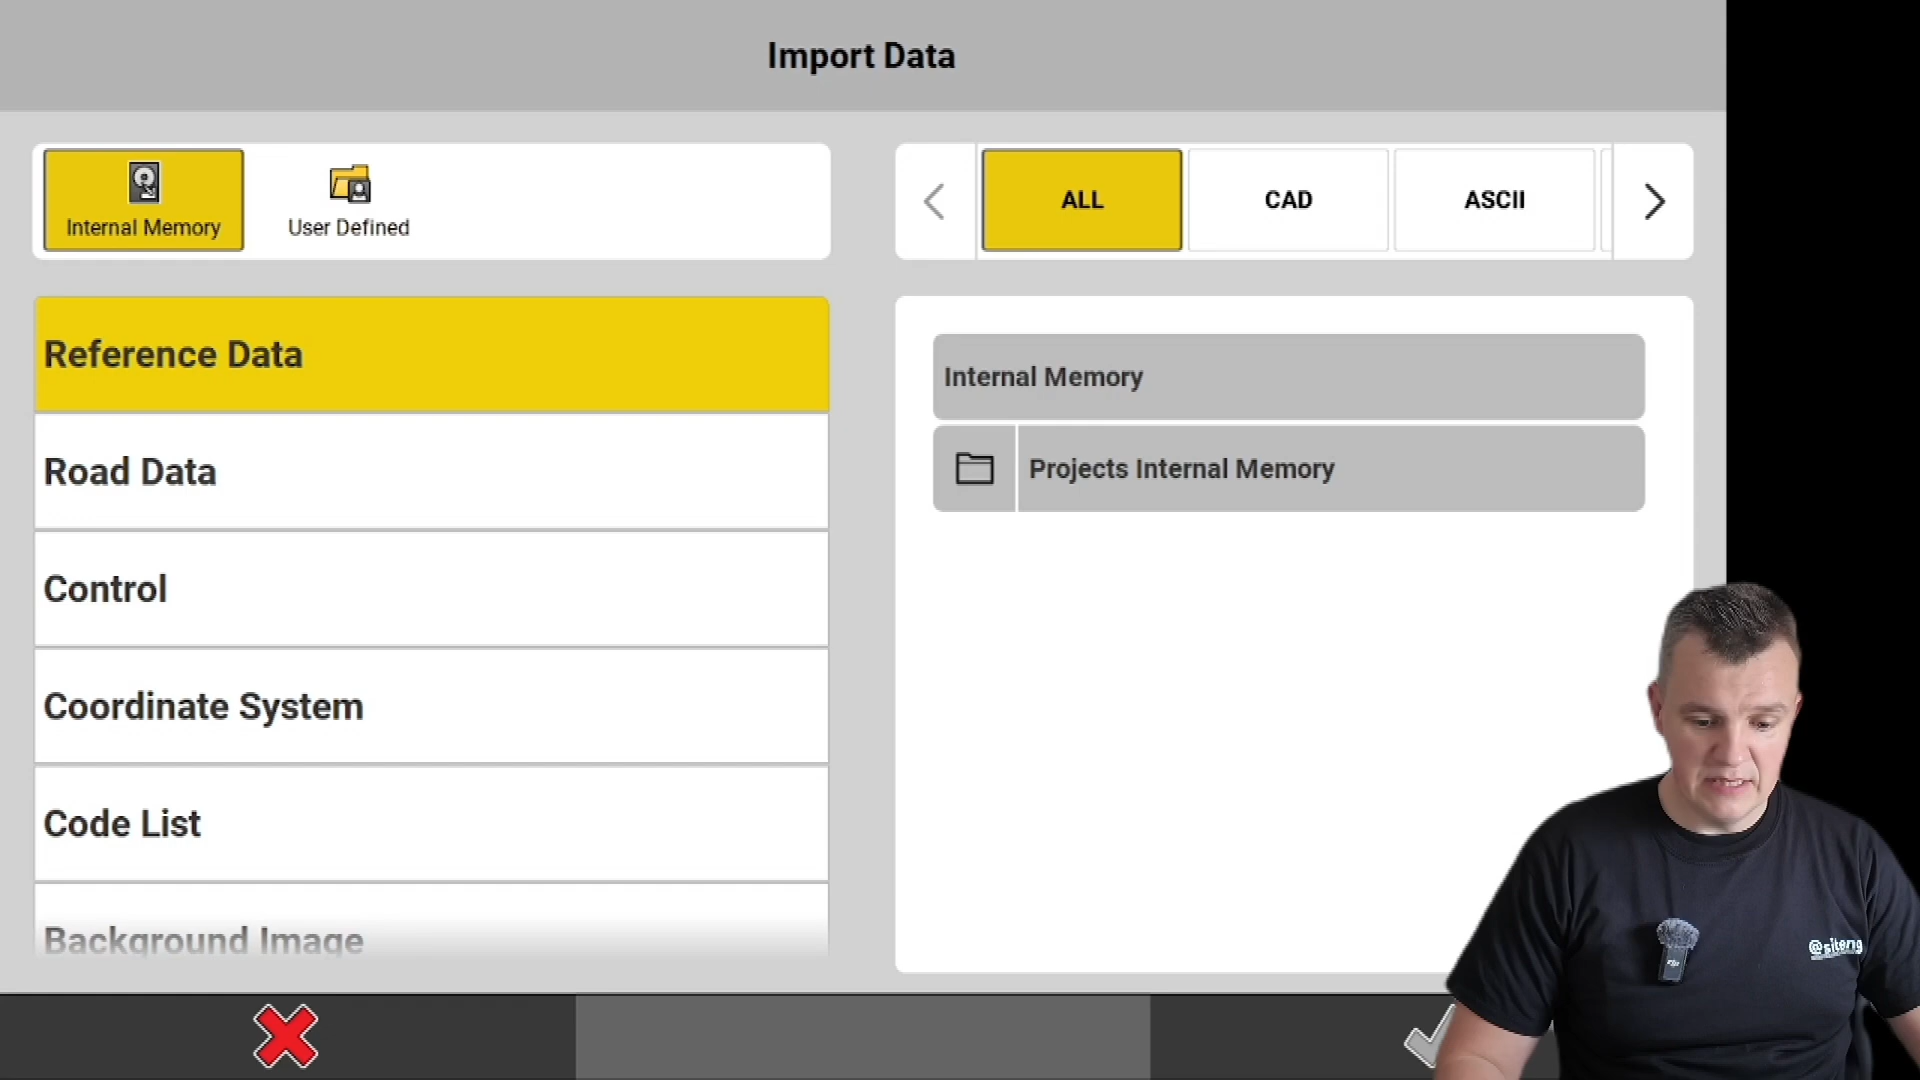 Import Data
Internal Memory
User Defined
ALL
CAD
ASCII
Reference Data
Road Data
Control
Coordinate System
Code List
Background Image
Internal Memory
Projects Internal Memory
@siteng